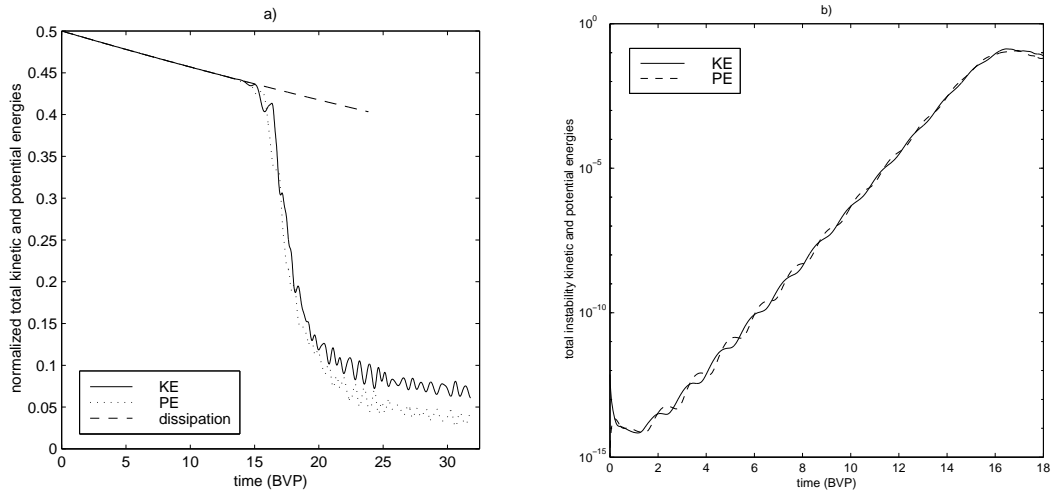 a)
normalized total kinetic and potential energies
0.5
0.45
0.4
0.35
0.3
0.25
0.2
0.15
0.1
0.05
0
KE
PE
dissipation
0 5 10 15 20 25 30
time (BVP)
b)
total instability kinetic and potential energies
10^0
10^-5
10^-10
10^-15
KE
PE
0 2 4 6 8 10 12 14 16 18
time (BVP)